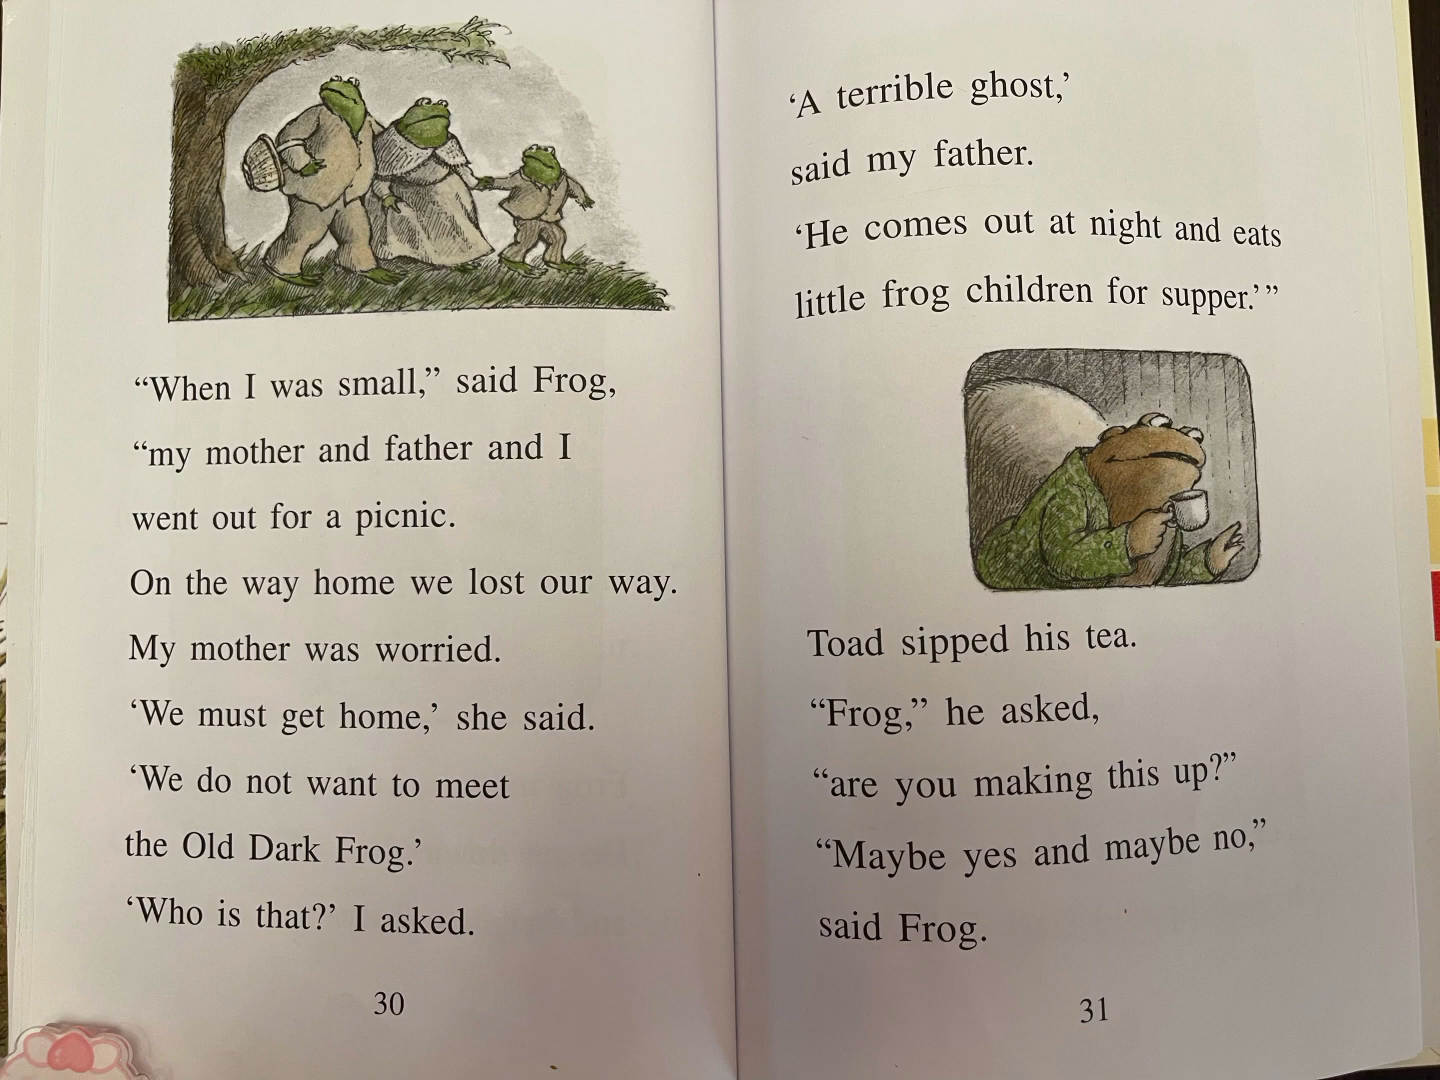 “When I was small,” said Frog,
“my mother and father and I
went out for a picnic.
On the way home we lost our way.
My mother was worried.
‘We must get home,’ she said.
‘We do not want to meet
the Old Dark Frog.’
‘Who is that?’ I asked.
30
‘A terrible ghost,’
said my father.
‘He comes out at night and eats
little frog children for supper.’”
Toad sipped his tea.
“Frog,” he asked,
“are you making this up?”
“Maybe yes and maybe no,”
said Frog.
31